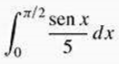 ∫₀^{π/2} sen x / 5 dx